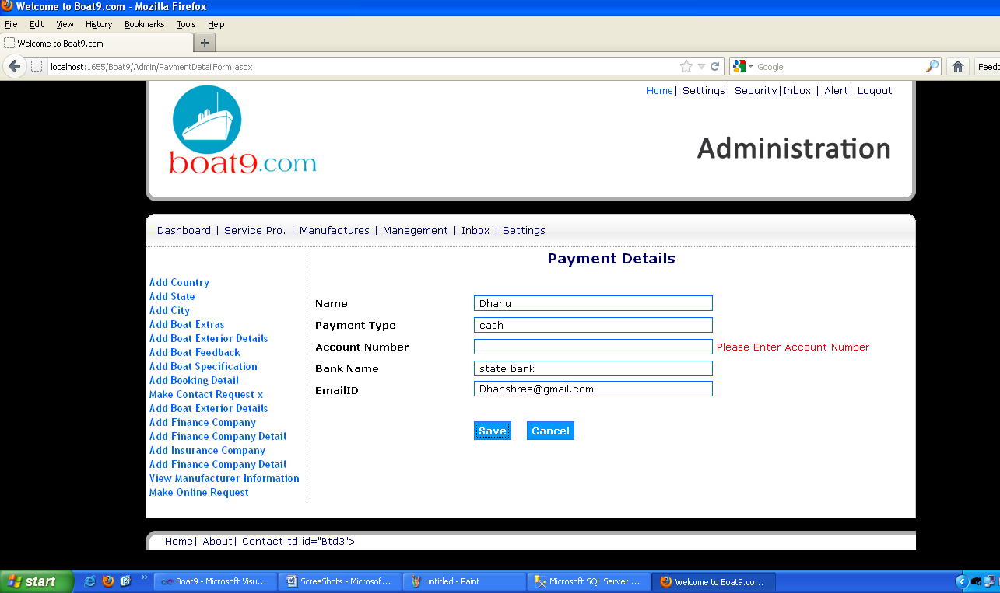 Welcome to Boat9.com - Mozilla Firefox
File Edit View History Bookmarks Tools Help
Welcome to Boat9.com +
localhost:1655/Boat9/Admin/PaymentDetailForm.aspx Google Feedb
Home| Settings| Security|Inbox | Alert| Logout
boat9.com
Administration
Dashboard | Service Pro. | Manufactures | Management | Inbox | Settings
Payment Details
Add Country
Add State
Add City
Add Boat Extras
Add Boat Exterior Details
Add Boat Feedback
Add Boat Specification
Add Booking Detail
Make Contact Request x
Add Boat Exterior Details
Add Finance Company
Add Finance Company Detail
Add Insurance Company
Add Finance Company Detail
View Manufacturer Information
Make Online Request
Name Dhanu
Payment Type cash
Account Number Please Enter Account Number
Bank Name state bank
EmailID Dhanshree@gmail.com
Save Cancel
Home| About| Contact td id="Btd3">
start » Boat9 - Microsoft Visu... ScreeShots - Microsof... untitled - Paint Microsoft SQL Server ... Welcome to Boat9.co...